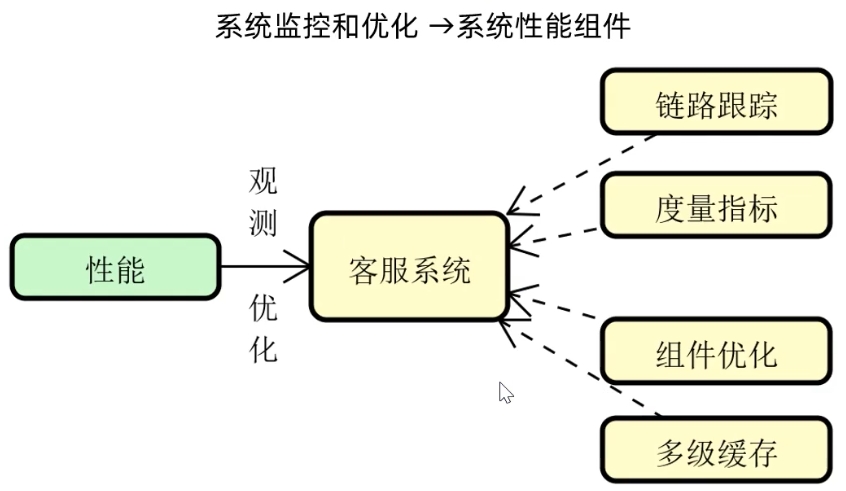 系统监控和优化 →系统性能组件
链路跟踪
观
测
度量指标
性能
客服系统
优
化
组件优化
多级缓存